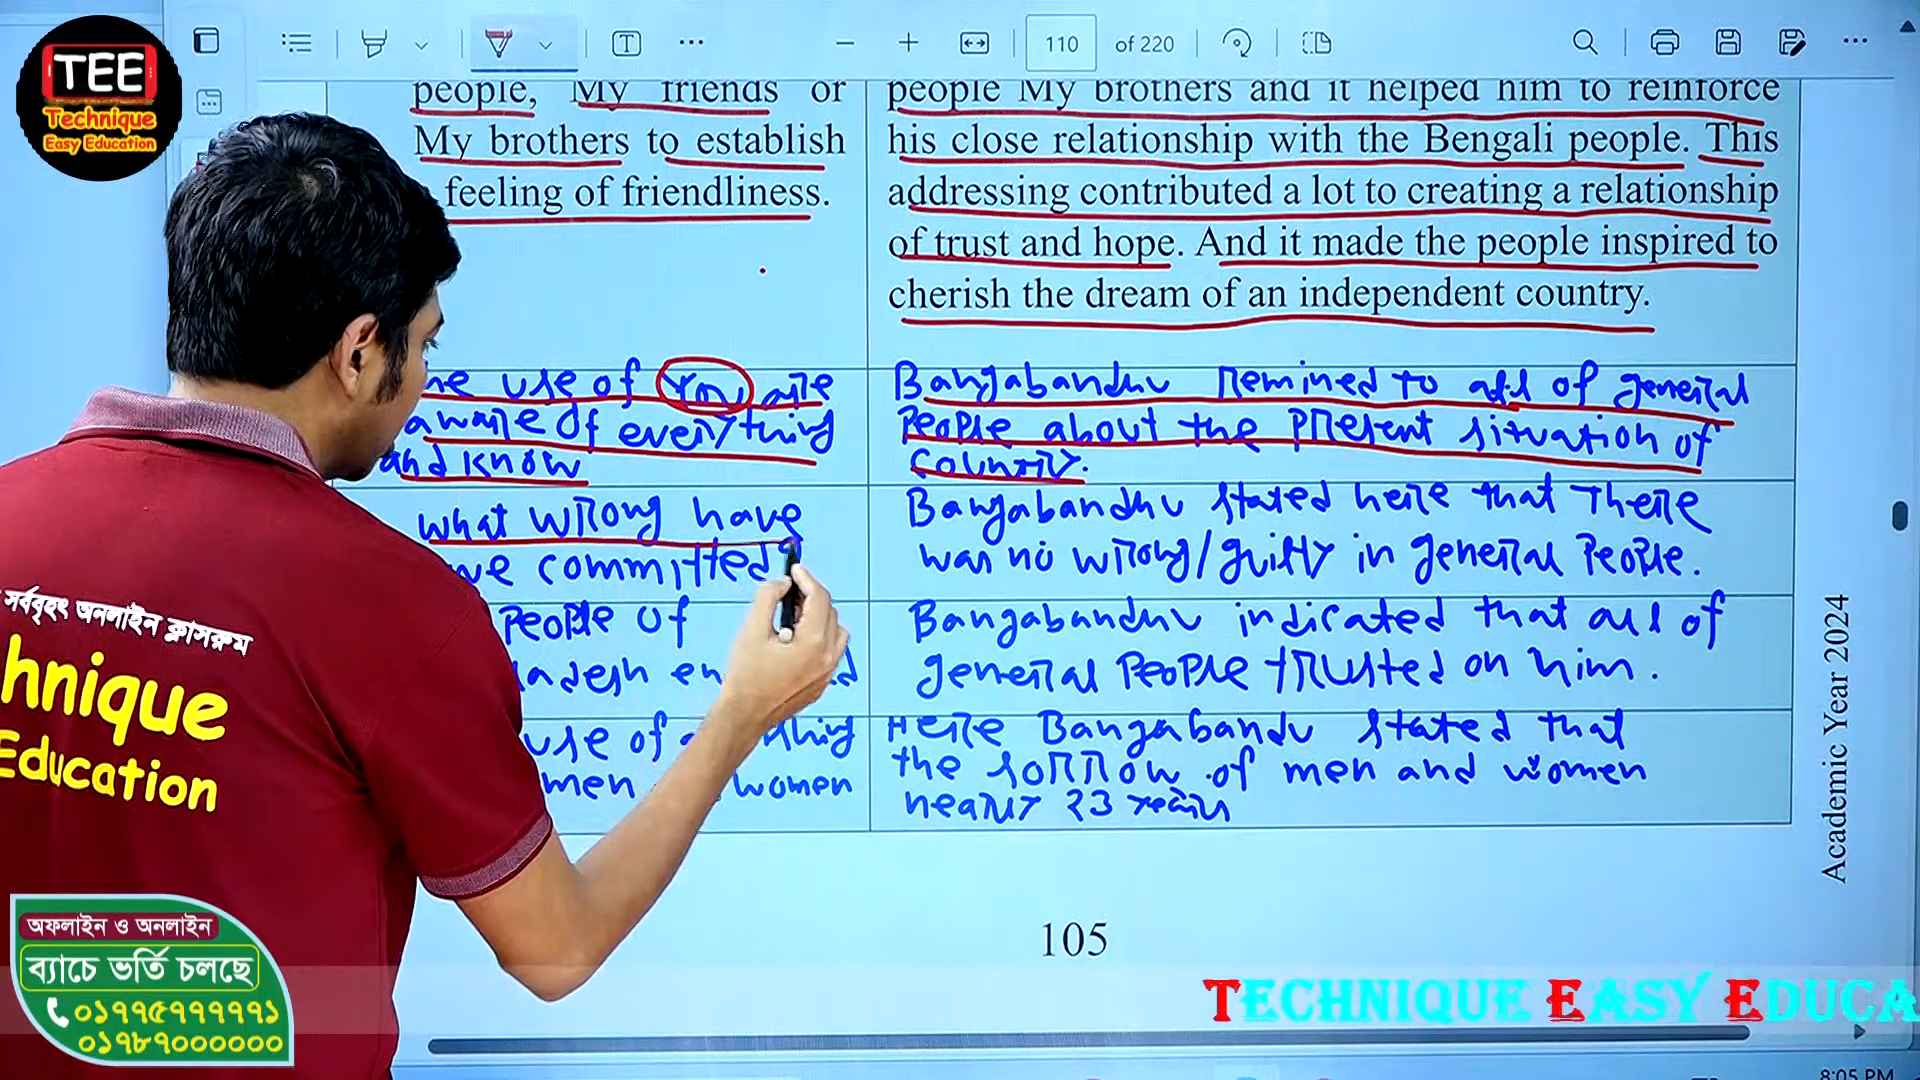 TEE
Technique
Easy Education
110 of 220
people, My friends or
My brothers to establish
feeling of friendliness.
people My brothers and it helped him to reinforce
his close relationship with the Bengali people. This
addressing contributed a lot to creating a relationship
of trust and hope. And it made the people inspired to
cherish the dream of an independent country.
use of You are
aware of everything
and know
Bangabandhu remined to all of general
People about the present situation of
country.
what wrong have
we committed
Bangabandhu stated here that There
was no wrong/guilty in general People.
People of
Bangabandhu indicated that all of
general People trusted on him.
use of
men women
Here Bangabandu stated that
the sorrow of men and women
nearly 23 years
105
Academic Year 2024
সর্ববৃহৎ অনলাইন ক্লাসরুম
hnique
Education
অফলাইন ও অনলাইন
ব্যাচে ভর্তি চলছে
০১৭৭৫৭৭৭৭৭১
০১৭৮৭০০০০০০
TECHNIQUE EASY EDUCA
8:05 PM